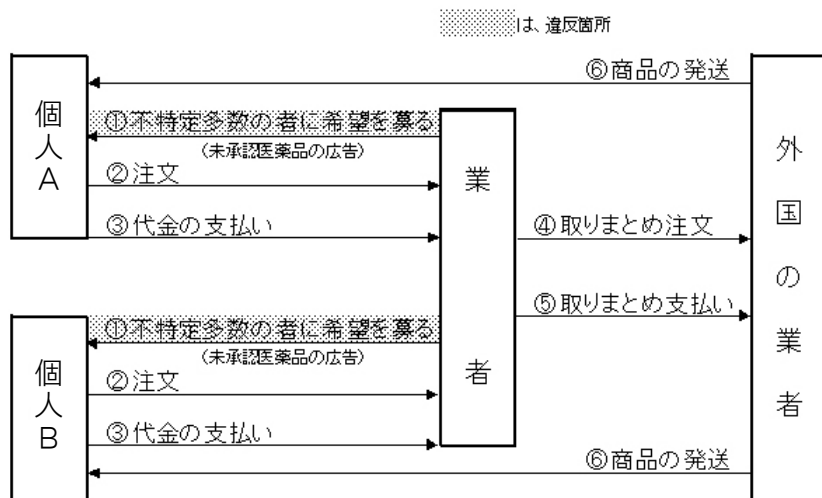 は、違反箇所
⑥商品の発送
個人A
①不特定多数の者に希望を募る
(未承認医薬品の広告)
②注文
③代金の支払い
業者
④取りまとめ注文
⑤取りまとめ支払い
外国の業者
個人B
①不特定多数の者に希望を募る
(未承認医薬品の広告)
②注文
③代金の支払い
⑥商品の発送